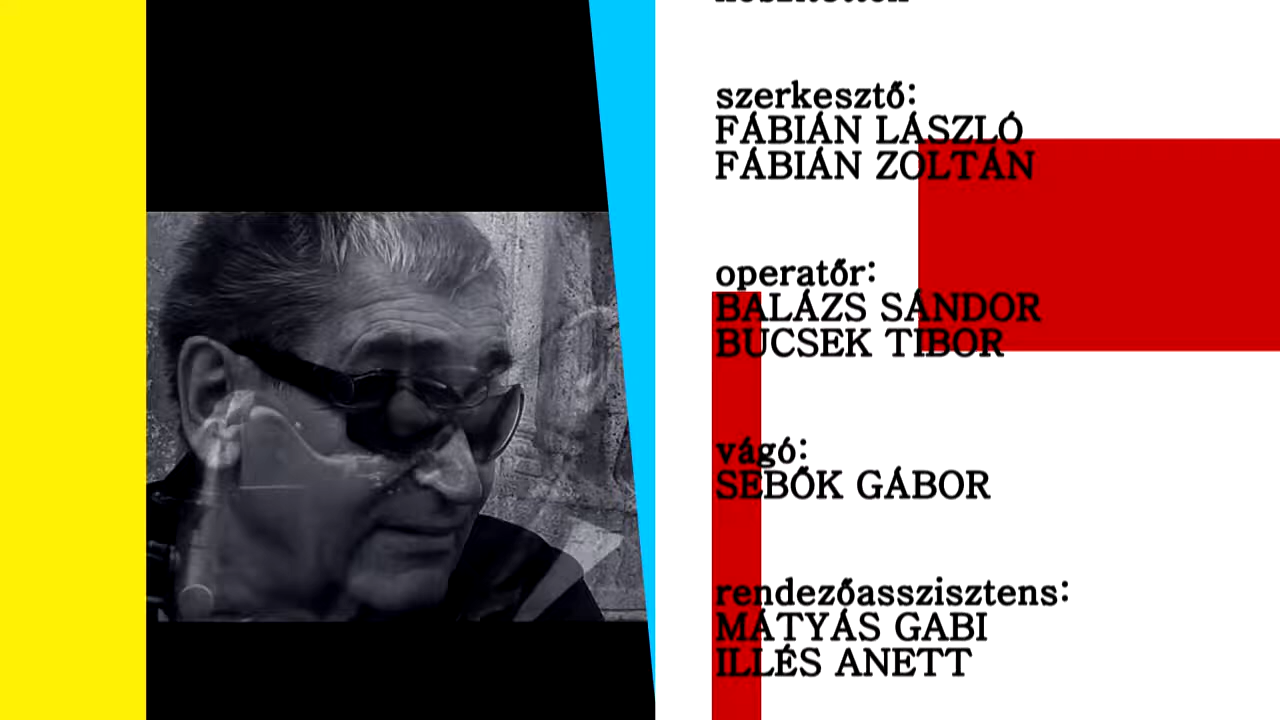 szerkesztő:
FÁBIÁN LÁSZLÓ
FÁBIÁN ZOLTÁN
operatőr:
BALÁZS SÁNDOR
BUCSEK TIBOR
vágó:
SEBŐK GÁBOR
rendezőasszisztens:
MÁTYÁS GABI
ILLÉS ANETT